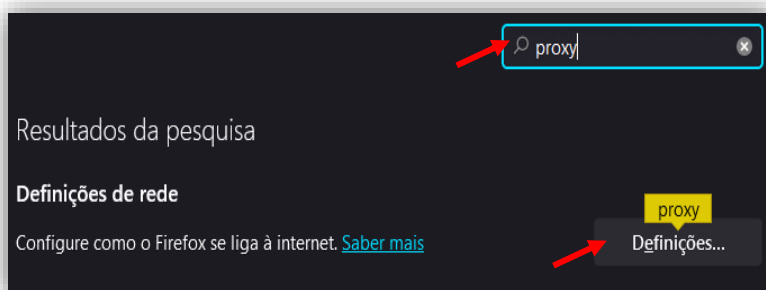 proxy
Resultados da pesquisa
Definições de rede
proxy
Configure como o Firefox se liga à internet. Saber mais
Definições...